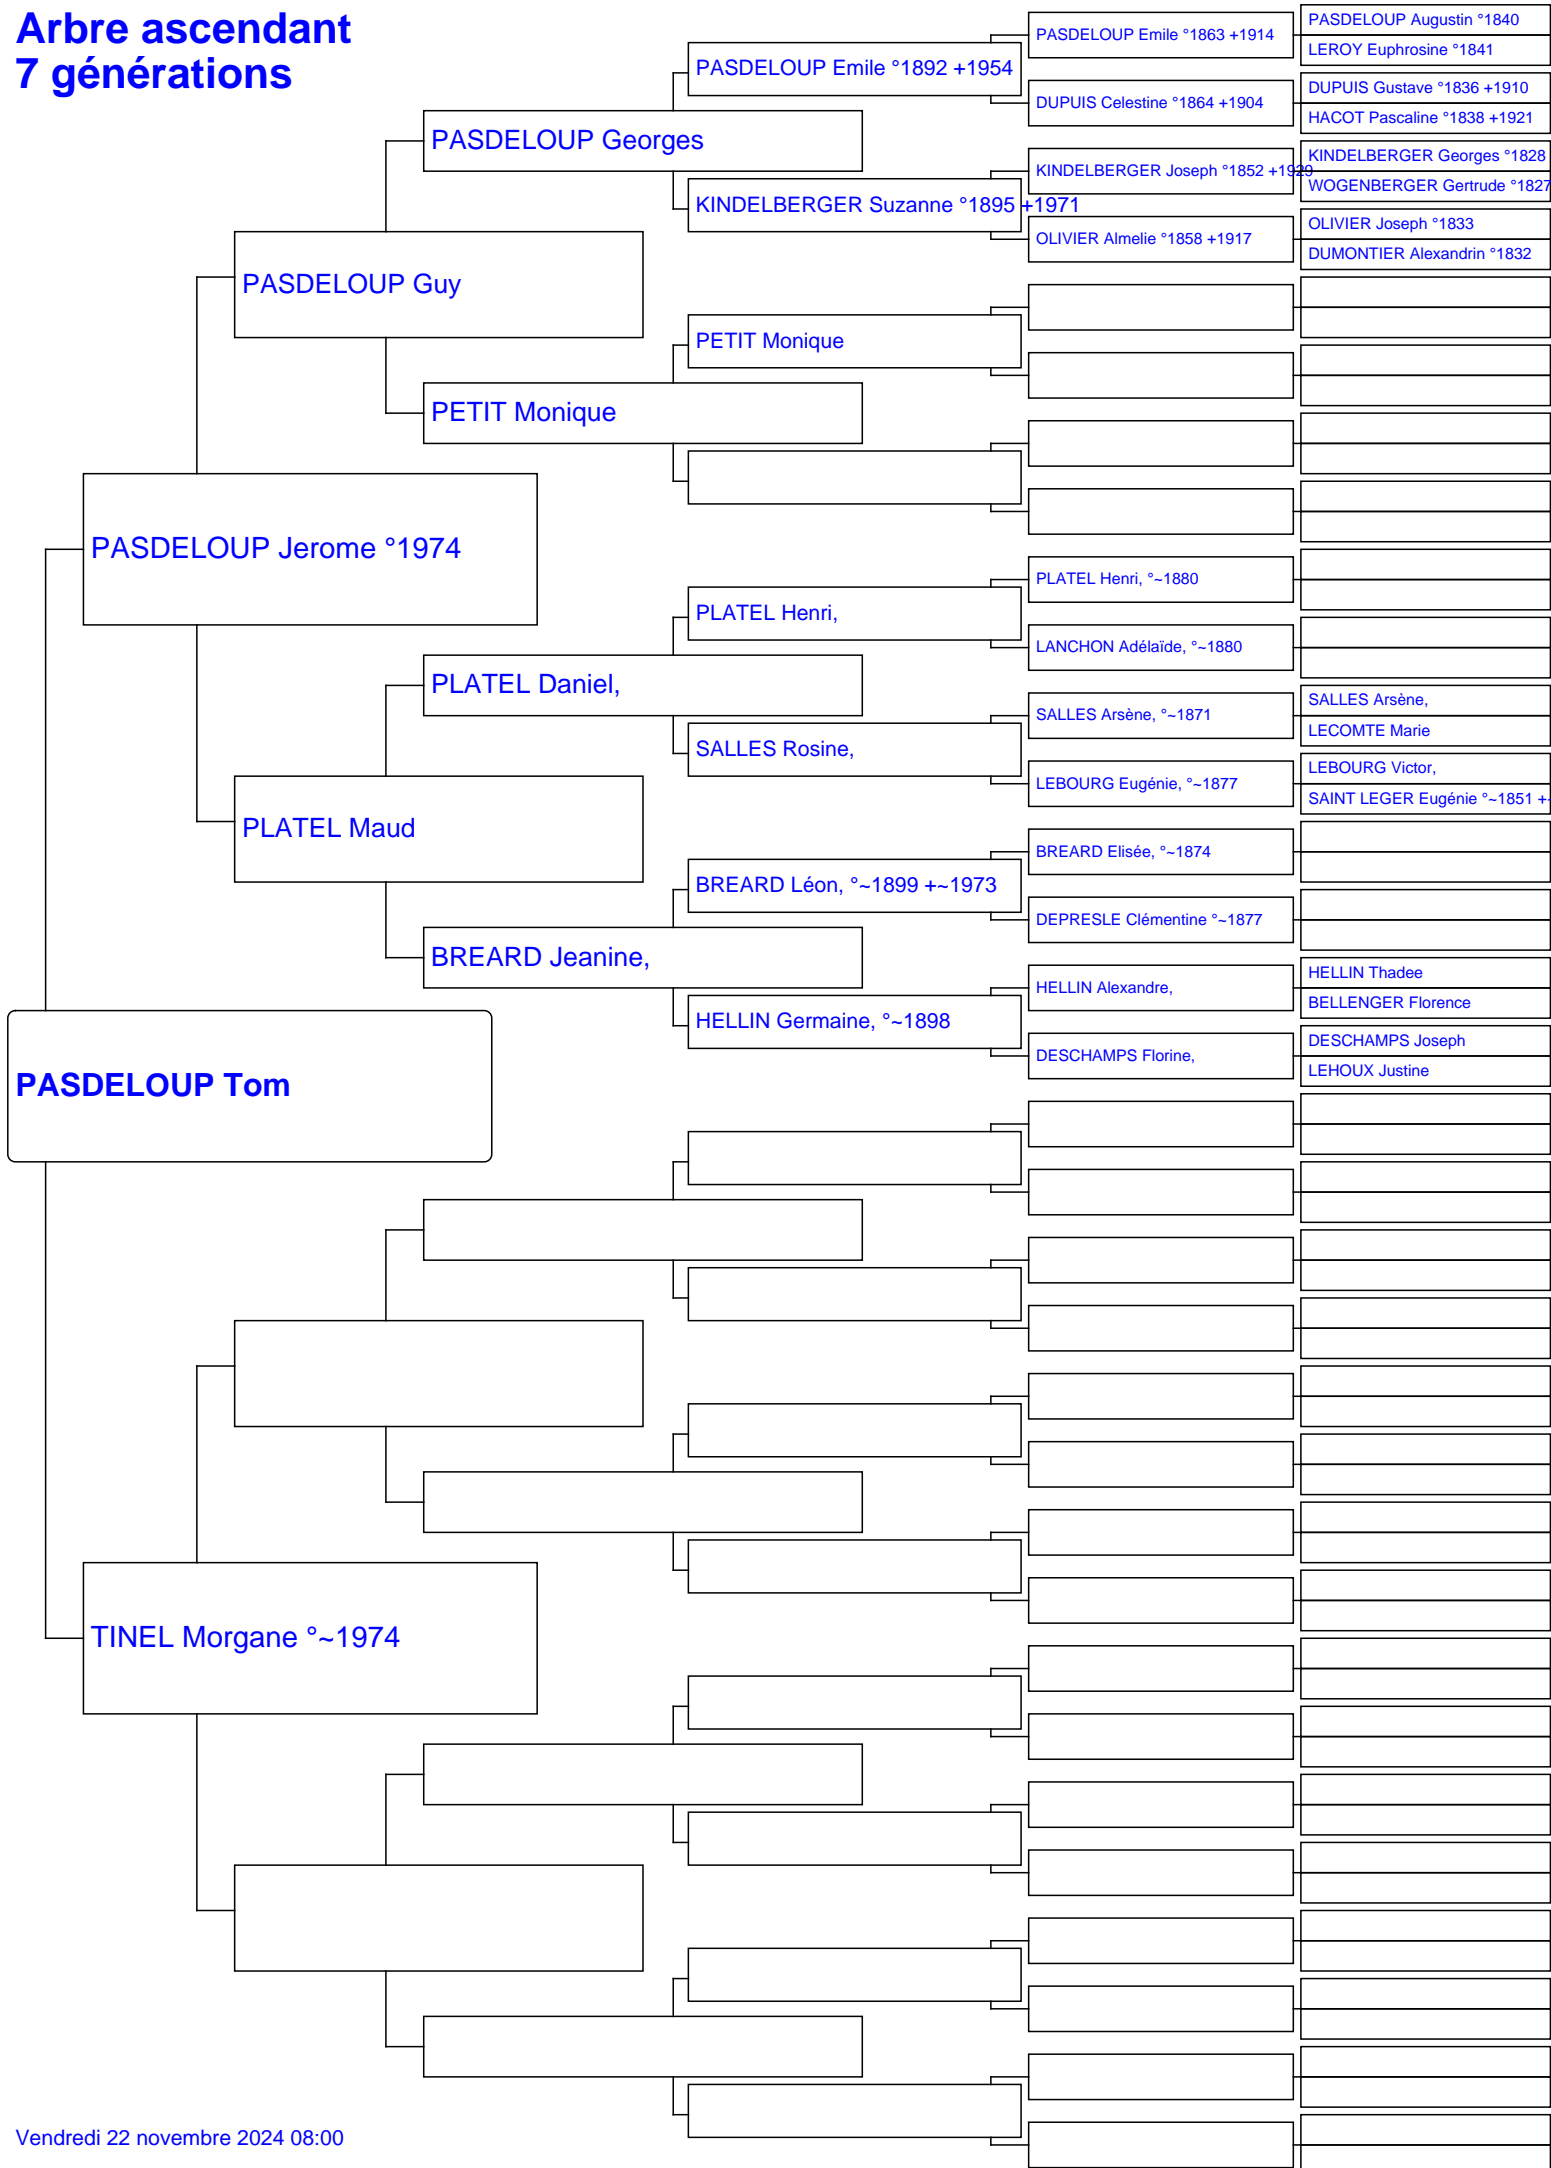 Arbre ascendant
7 générations
PASDELOUP Tom
PASDELOUP Jerome °1974
TINEL Morgane °~1974
PASDELOUP Guy
PLATEL Maud
PASDELOUP Georges
PETIT Monique
PLATEL Daniel,
BREARD Jeanine,
PASDELOUP Emile °1892 +1954
KINDELBERGER Suzanne °1895 +1971
PETIT Monique
PLATEL Henri,
SALLES Rosine,
BREARD Léon, °~1899 +~1973
HELLIN Germaine, °~1898
PASDELOUP Emile °1863 +1914
DUPUIS Celestine °1864 +1904
KINDELBERGER Joseph °1852 +1929
OLIVIER Almelie °1858 +1917
PLATEL Henri, °~1880
LANCHON Adélaïde, °~1880
SALLES Arsène, °~1871
LEBOURG Eugénie, °~1877
BREARD Elisée, °~1874
DEPRESLE Clémentine °~1877
HELLIN Alexandre,
DESCHAMPS Florine,
PASDELOUP Augustin °1840
LEROY Euphrosine °1841
DUPUIS Gustave °1836 +1910
HACOT Pascaline °1838 +1921
KINDELBERGER Georges °1828
WOGENBERGER Gertrude °1827
OLIVIER Joseph °1833
DUMONTIER Alexandrin °1832
SALLES Arsène,
LECOMTE Marie
LEBOURG Victor,
SAINT LEGER Eugénie °~1851 +~
HELLIN Thadee
BELLENGER Florence
DESCHAMPS Joseph
LEHOUX Justine
Vendredi 22 novembre 2024 08:00